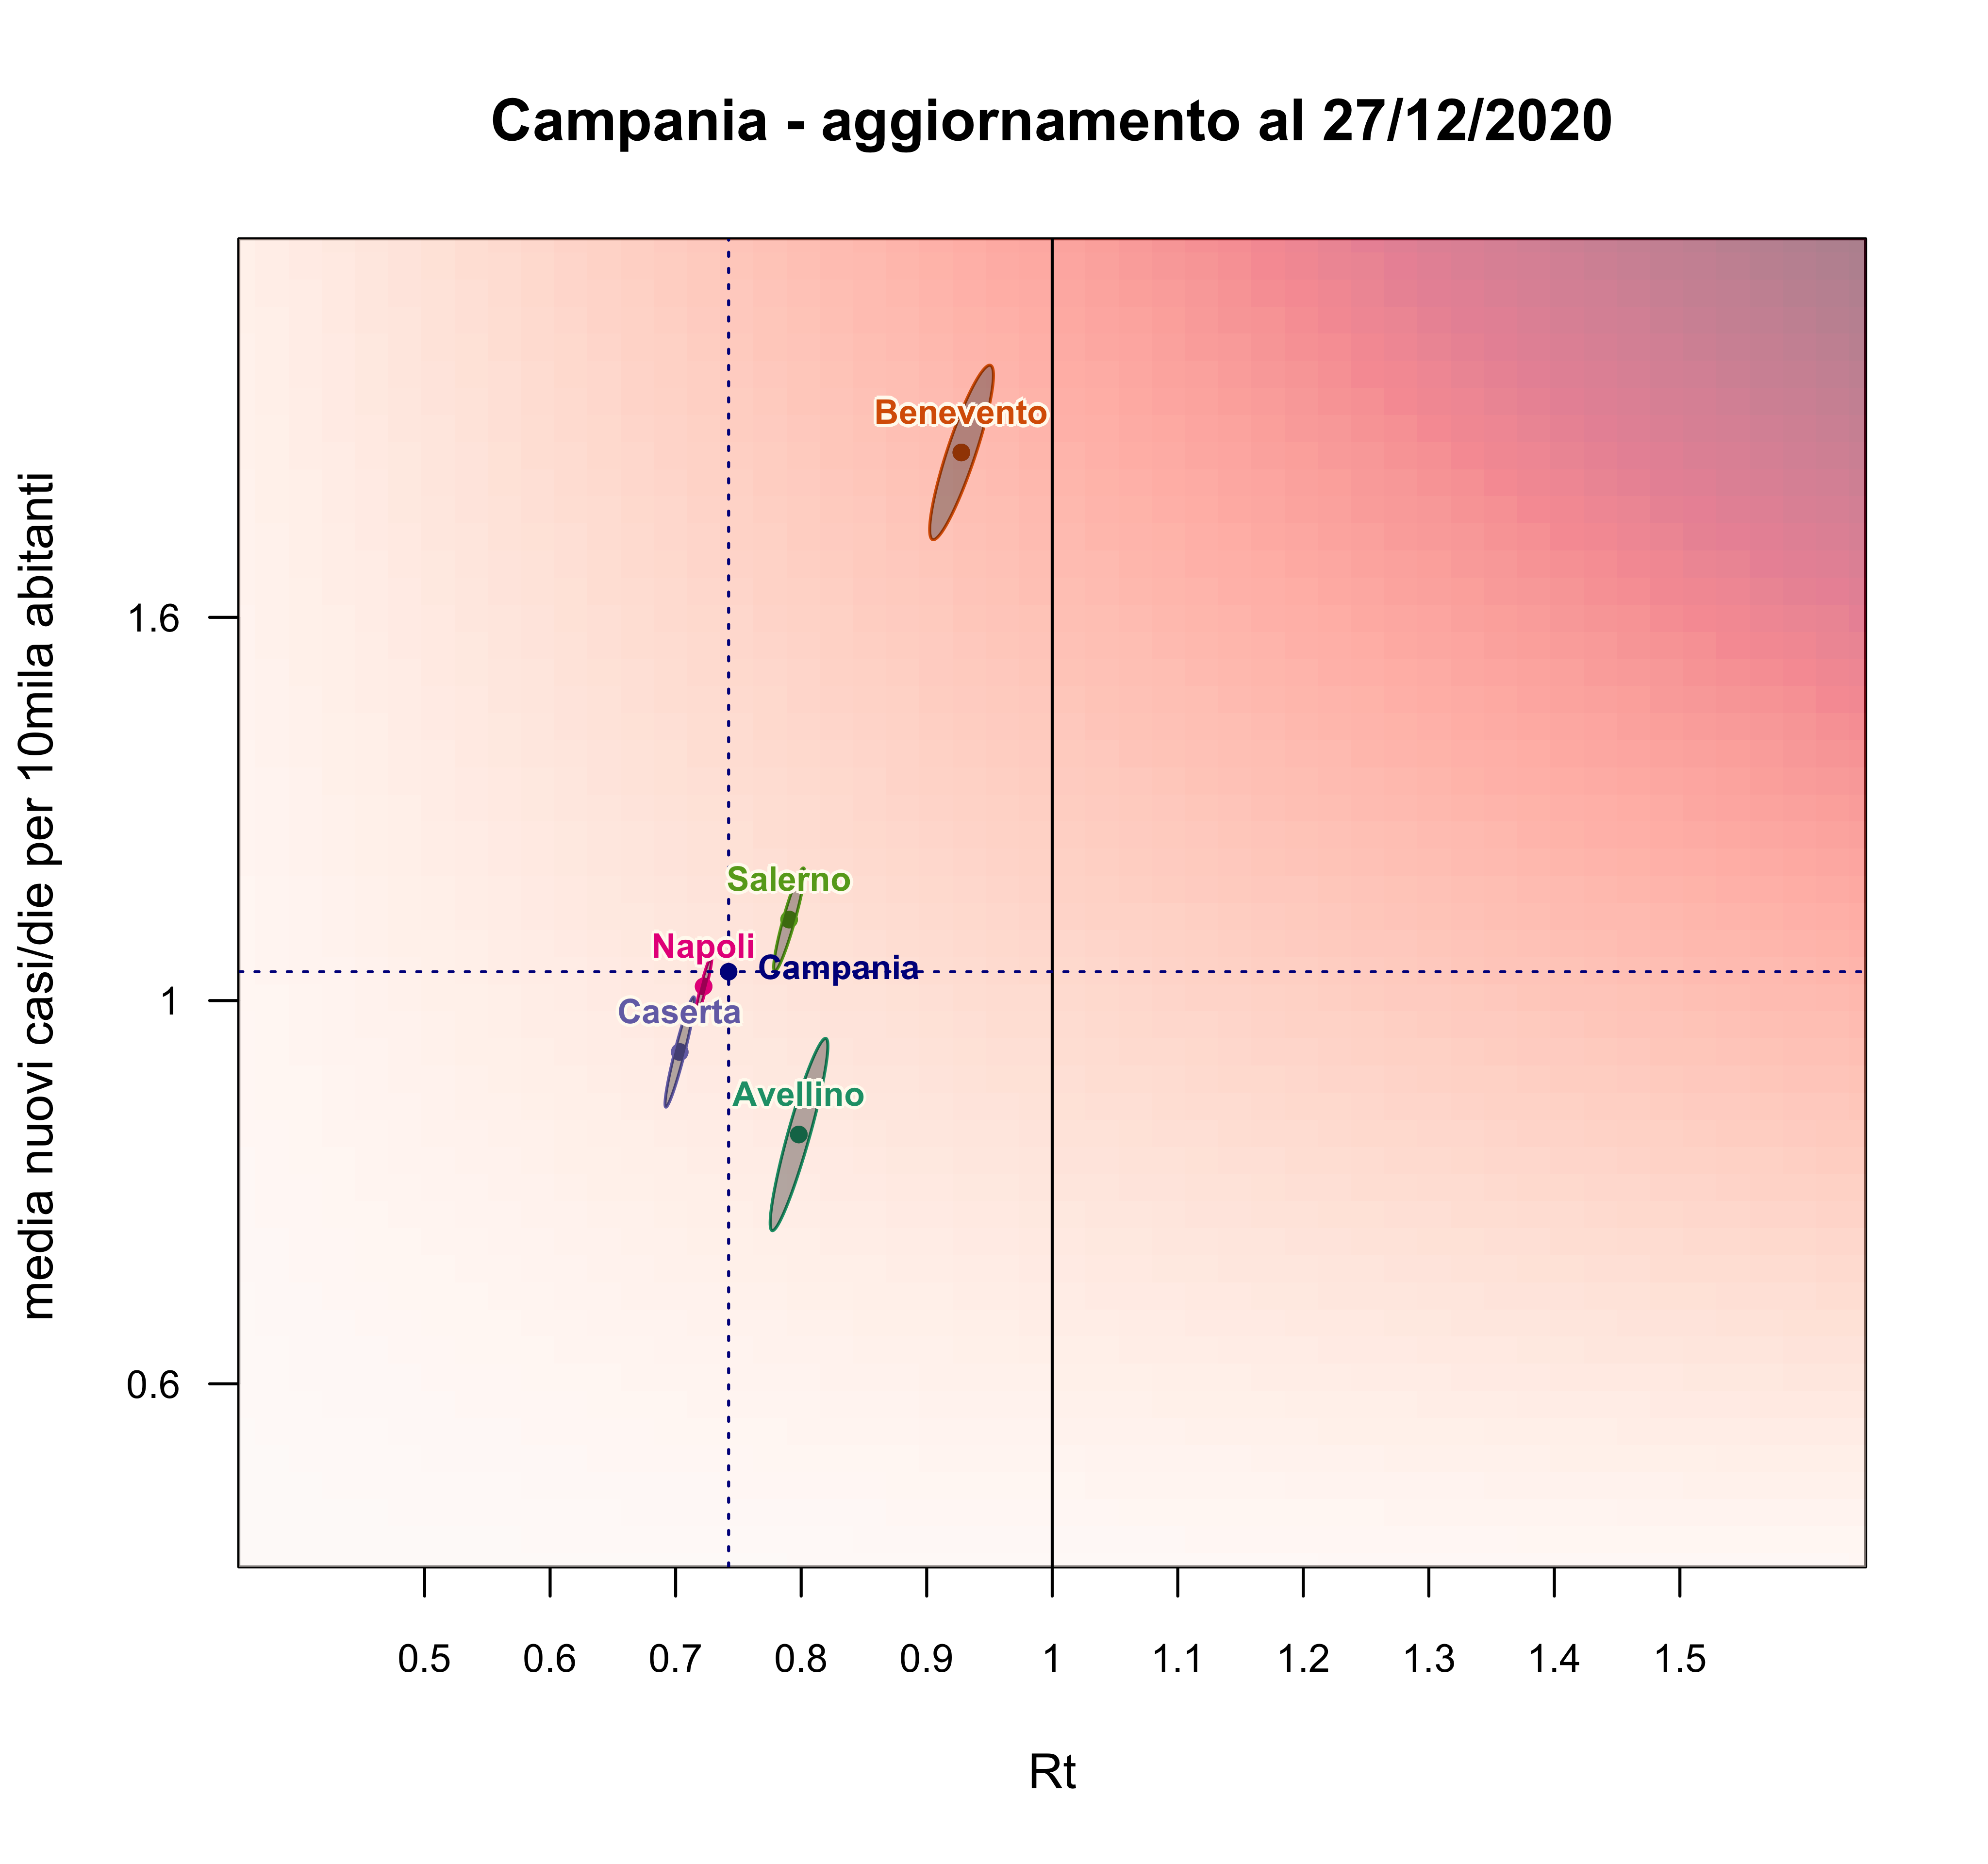 Campania - aggiornamento al 27/12/2020
media nuovi casi/die per 10mila abitanti
1.6
1
0.6
Benevento
Salerno
Napoli
Campania
Caserta
Avellino
0.5 0.6 0.7 0.8 0.9 1 1.1 1.2 1.3 1.4 1.5
Rt